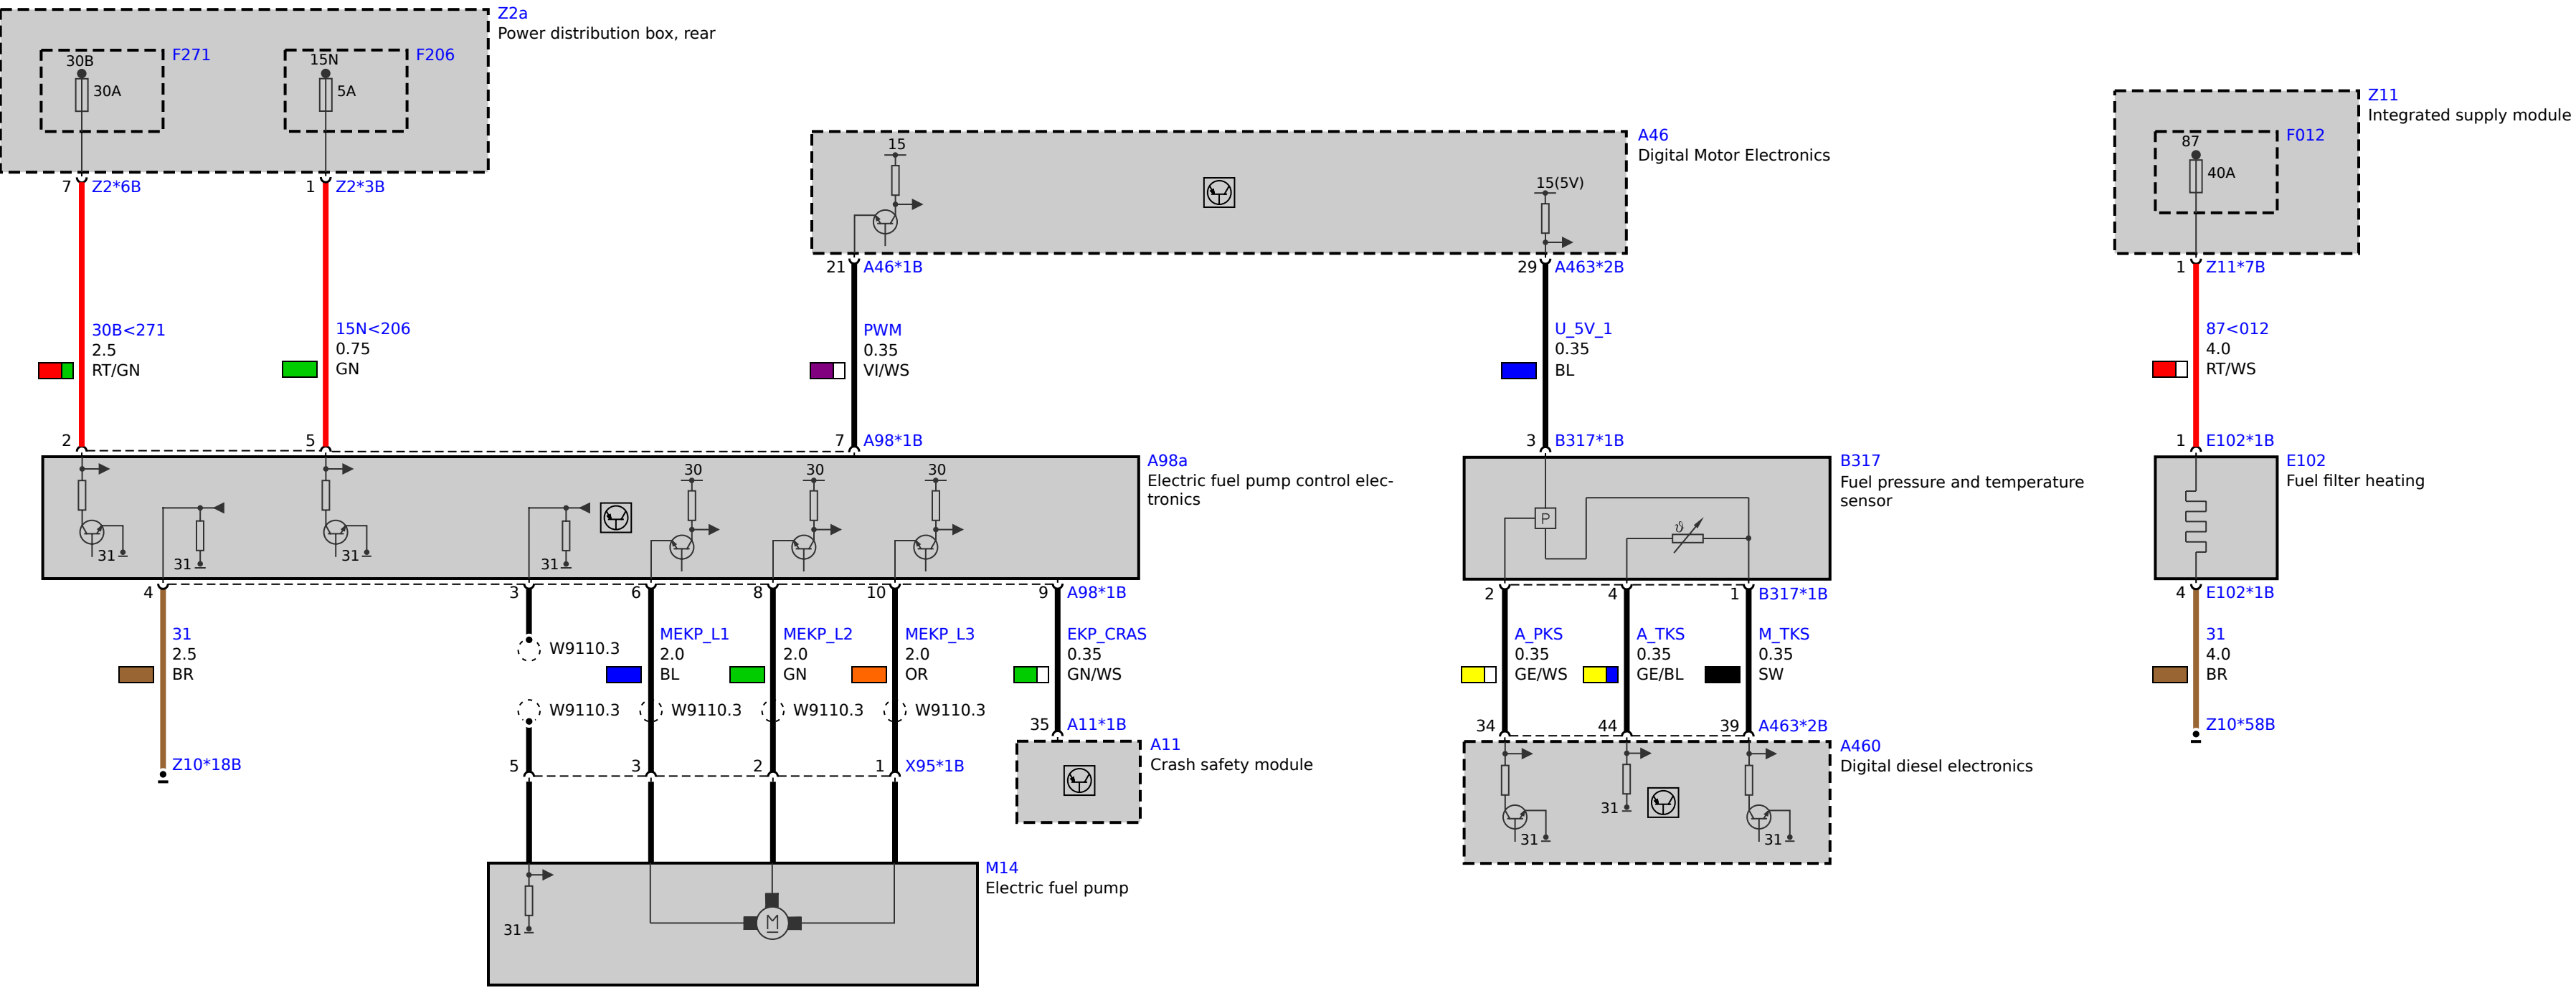 Z2a
Power distribution box, rear
F271
30B
30A
F206
15N
5A
7
Z2*6B
1
Z2*3B
30B<271
2.5
RT/GN
15N<206
0.75
GN
A46
Digital Motor Electronics
15
15(5V)
21
A46*1B
29
A463*2B
PWM
0.35
VI/WS
U_5V_1
0.35
BL
Z11
Integrated supply module
F012
87
40A
1
Z11*7B
87<012
4.0
RT/WS
2
5
7
A98*1B
3
B317*1B
1
E102*1B
A98a
Electric fuel pump control elec-
tronics
31
31
31
31
30
30
30
B317
Fuel pressure and temperature
sensor
P
ϑ
E102
Fuel filter heating
4
3
6
8
10
9
A98*1B
2
4
1
B317*1B
4
E102*1B
31
2.5
BR
W9110.3
MEKP_L1
2.0
BL
MEKP_L2
2.0
GN
MEKP_L3
2.0
OR
EKP_CRAS
0.35
GN/WS
A_PKS
0.35
GE/WS
A_TKS
0.35
GE/BL
M_TKS
0.35
SW
31
4.0
BR
W9110.3
W9110.3
W9110.3
W9110.3
35
A11*1B
34
44
39
A463*2B
Z10*58B
Z10*18B
5
3
2
1
X95*1B
A11
Crash safety module
A460
Digital diesel electronics
31
31
31
M14
Electric fuel pump
31
M